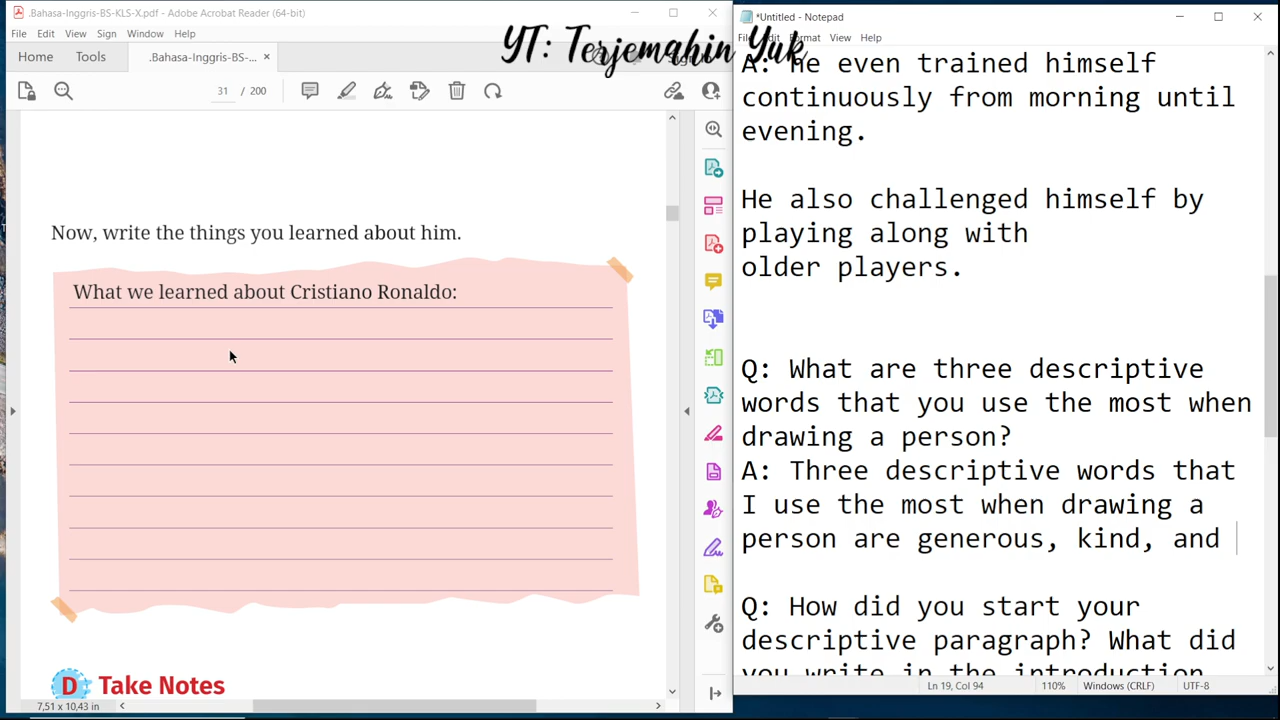 .Bahasa-Inggris-BS-KLS-X.pdf - Adobe Acrobat Reader (64-bit)
File Edit View Sign Window Help
Home Tools .Bahasa-Inggris-BS-... ×
31 / 200
YT: Terjemahin Yuk
Now, write the things you learned about him.
What we learned about Cristiano Ronaldo:
D Take Notes
7,51 x 10,43 in
*Untitled - Notepad
Format View Help
A: He even trained himself
continuously from morning until
evening.
He also challenged himself by
playing along with
older players.
Q: What are three descriptive
words that you use the most when
drawing a person?
A: Three descriptive words that
I use the most when drawing a
person are generous, kind, and
Q: How did you start your
descriptive paragraph? What did
you write in the introduction
Ln 19, Col 94 110% Windows (CRLF) UTF-8